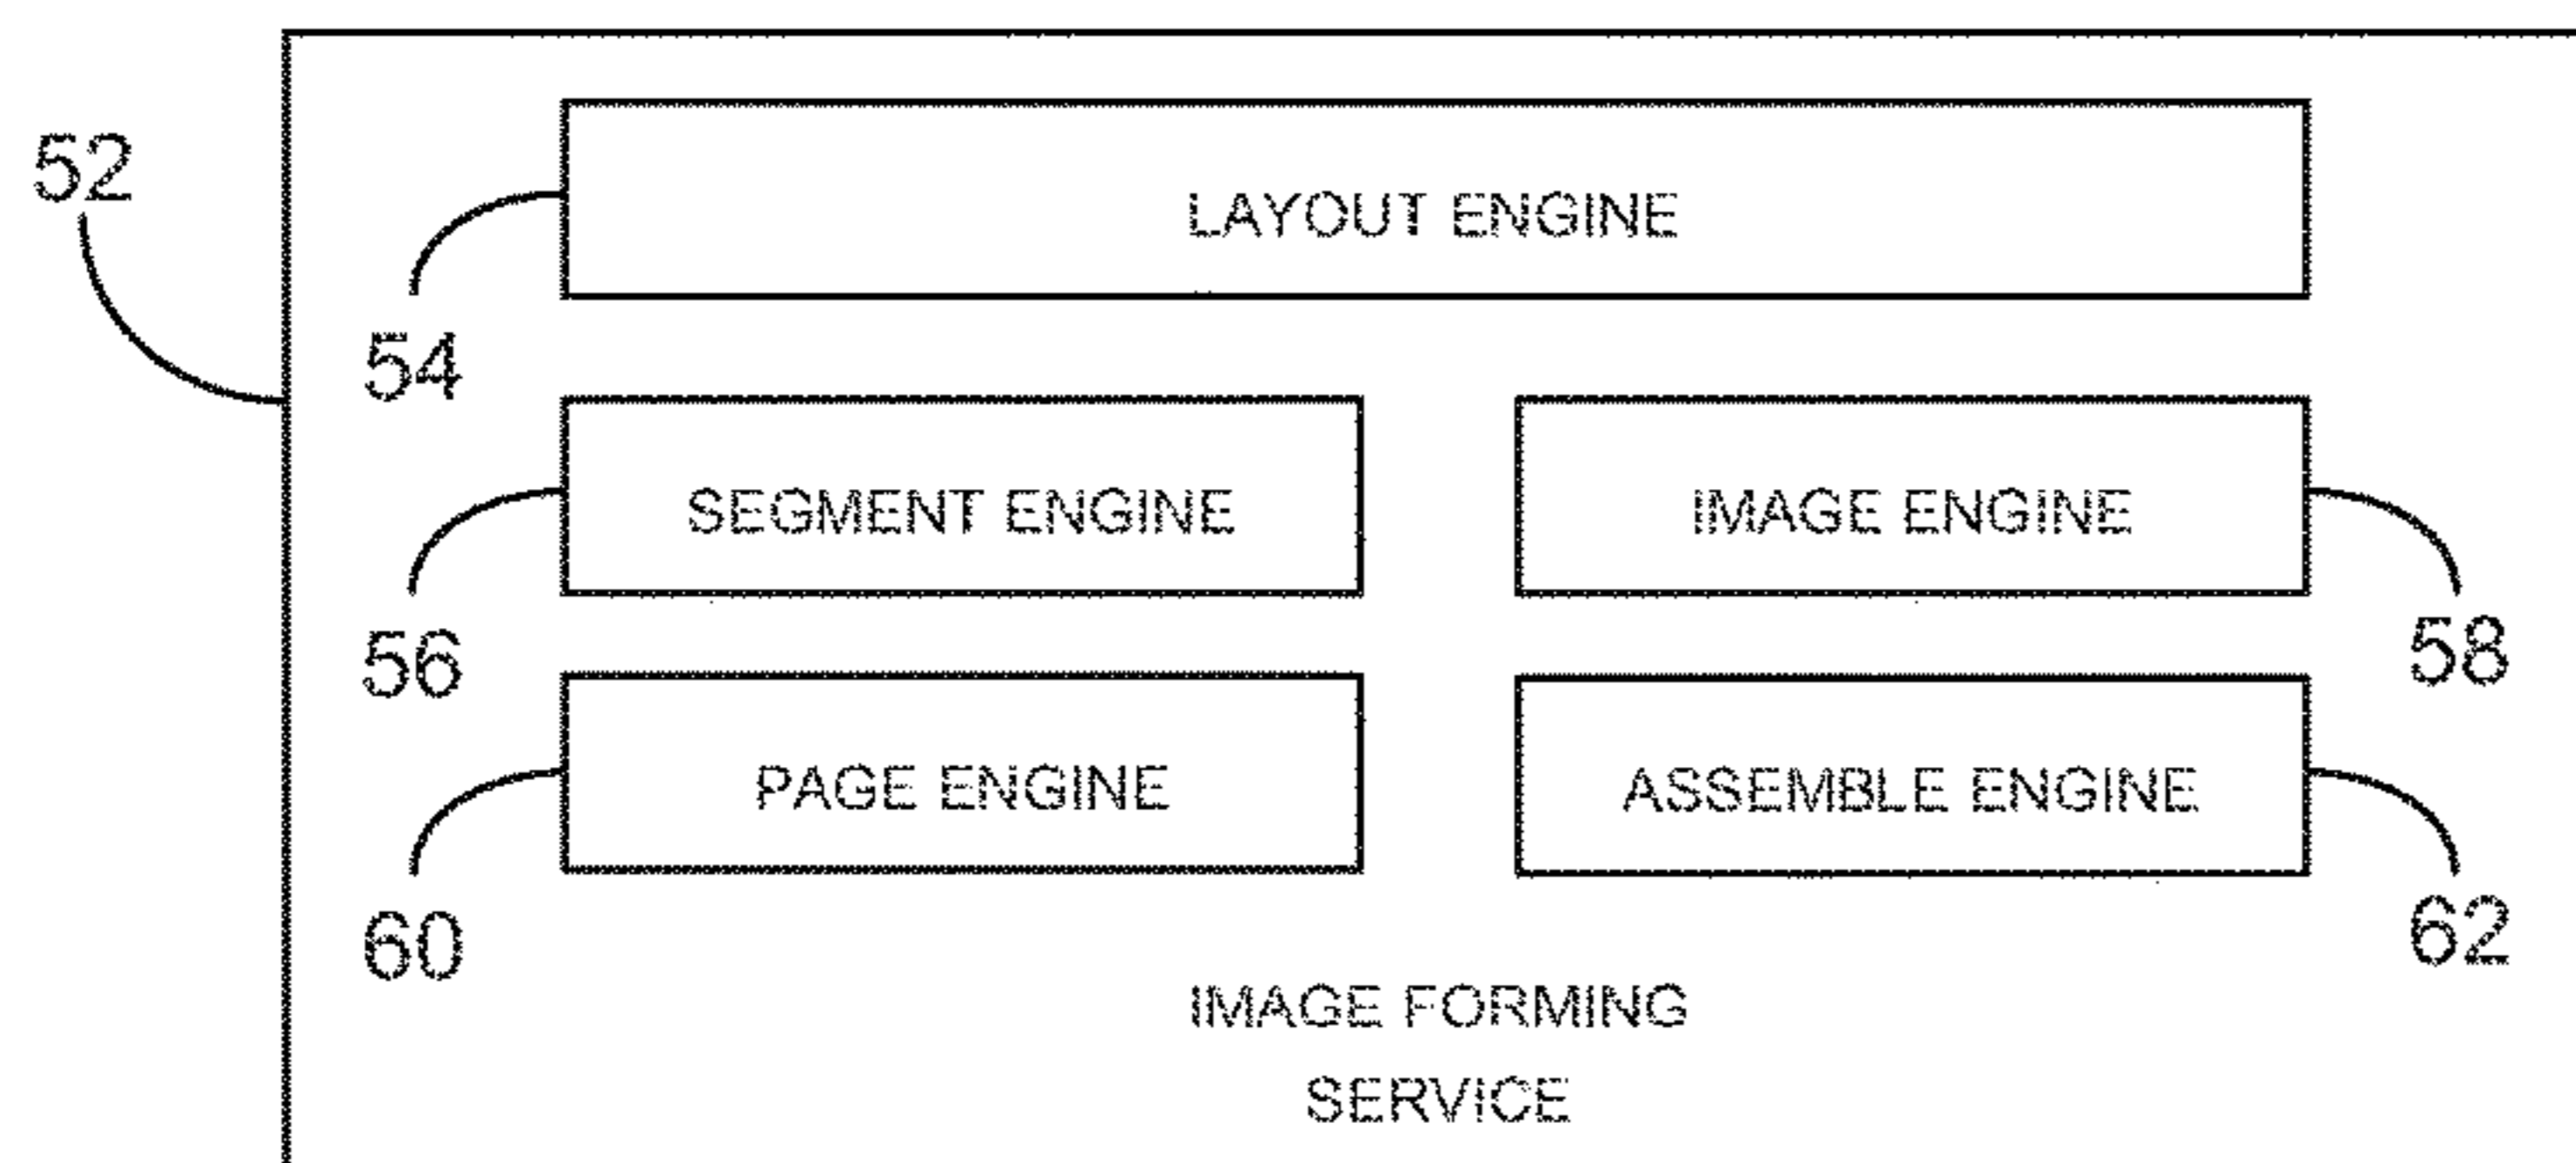 52
LAYOUT ENGINE
54
SEGMENT ENGINE
IMAGE ENGINE
56
58
PAGE ENGINE
ASSEMBLE ENGINE
60
62
IMAGE FORMING
SERVICE